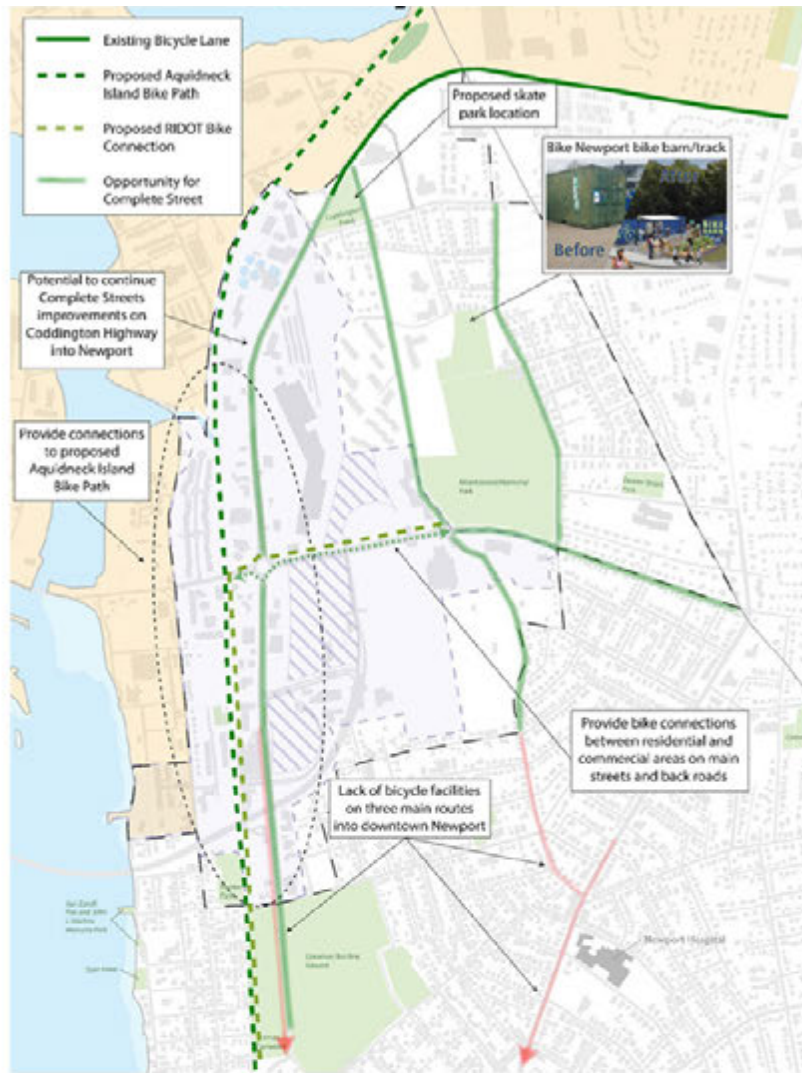 Existing Bicycle Lane
Proposed Aquidneck
Island Bike Path
Proposed RIDOT Bike
Connection
Opportunity for
Complete Street
Proposed skate
park location
Bike Newport bike barn/track
After
Before
Potential to continue
Complete Streets
improvements on
Coddington Highway
into Newport
Provide connections
to proposed
Aquidneck Island
Bike Path
Park
Provide bike connections
between residential and
commercial areas on main
streets and back roads
Lack of bicycle facilities
on three main routes
into downtown Newport
Newport Hospital